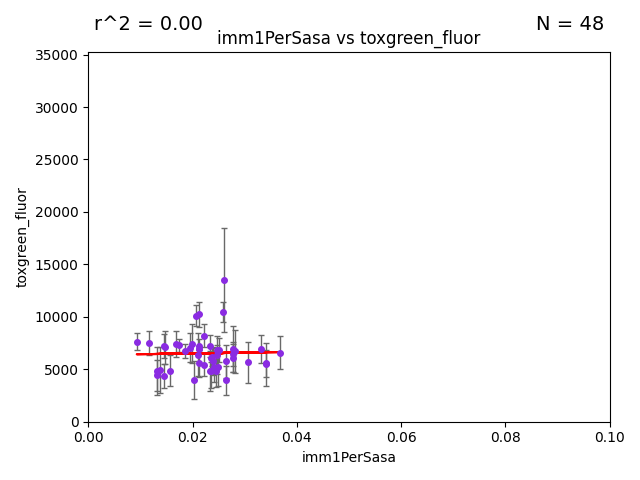 r^2 = 0.00
N = 48
imm1PerSasa vs toxgreen_fluor
35000
30000
25000
20000
15000
10000
5000
0
toxgreen_fluor
0.00
0.02
0.04
0.06
0.08
0.10
imm1PerSasa